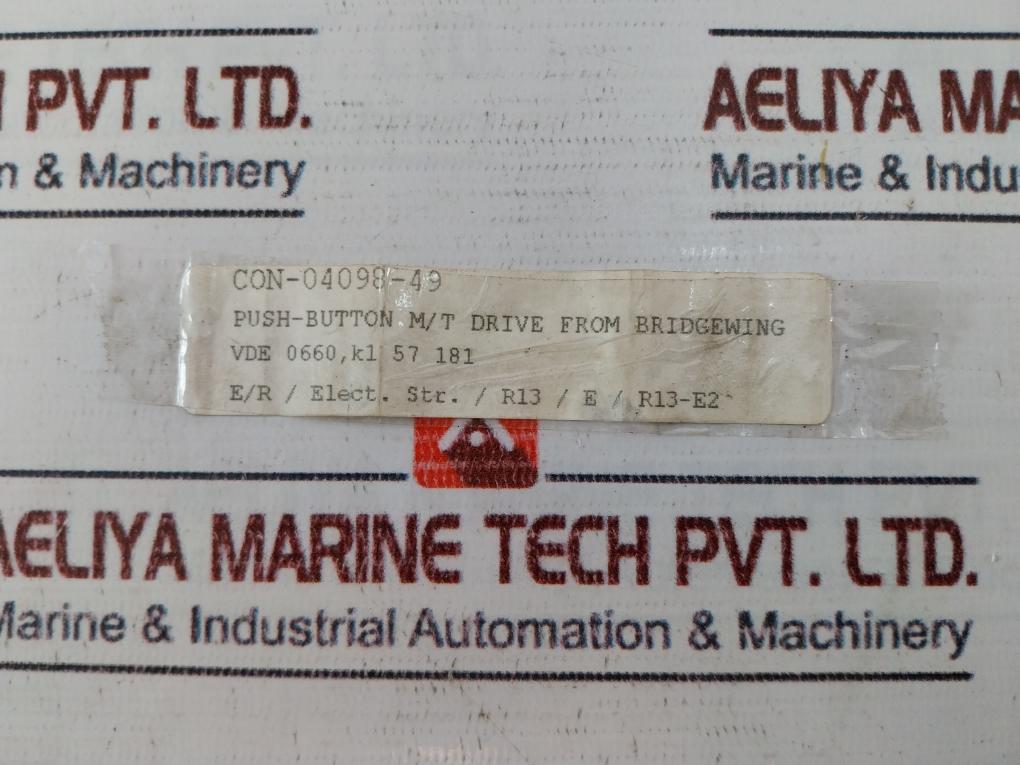 PVT. LTD.
AELIYA MA
& Machinery
Marine & Indu
CON-04098-49
PUSH-BUTTON M/T DRIVE FROM BRIDGEWING
VDE 0660,kl 57 181
E/R / Elect. Str. / R13 / E / R13-E2
AELIYA MARINE TECH PVT. LTD.
Marine & Industrial Automation & Machinery